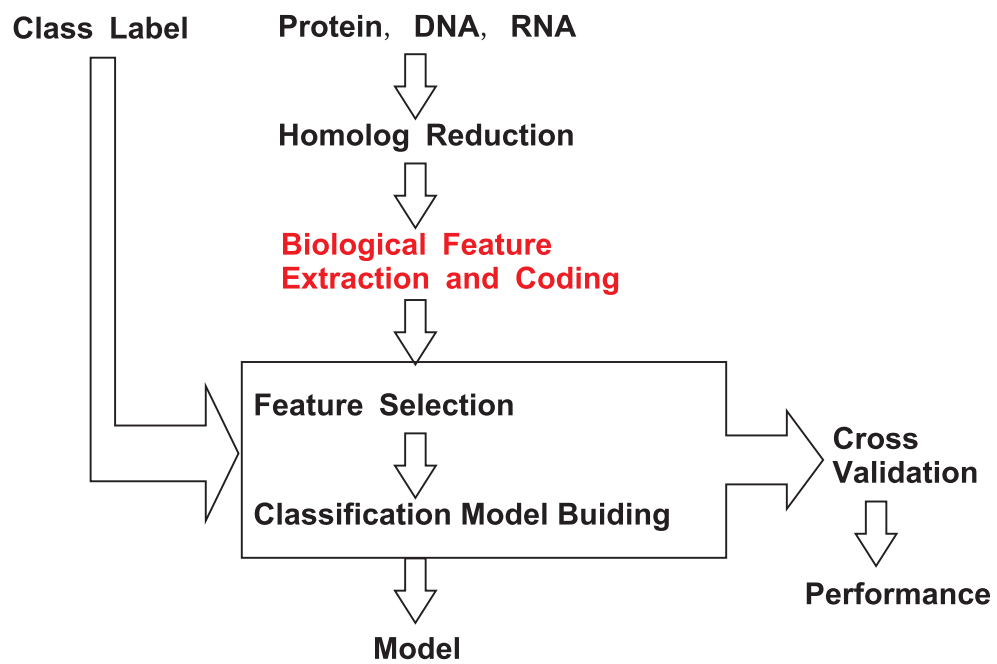 Class Label
Protein, DNA, RNA
Homolog Reduction
Biological Feature
Extraction and Coding
Feature Selection
Classification Model Buiding
Cross
Validation
Performance
Model